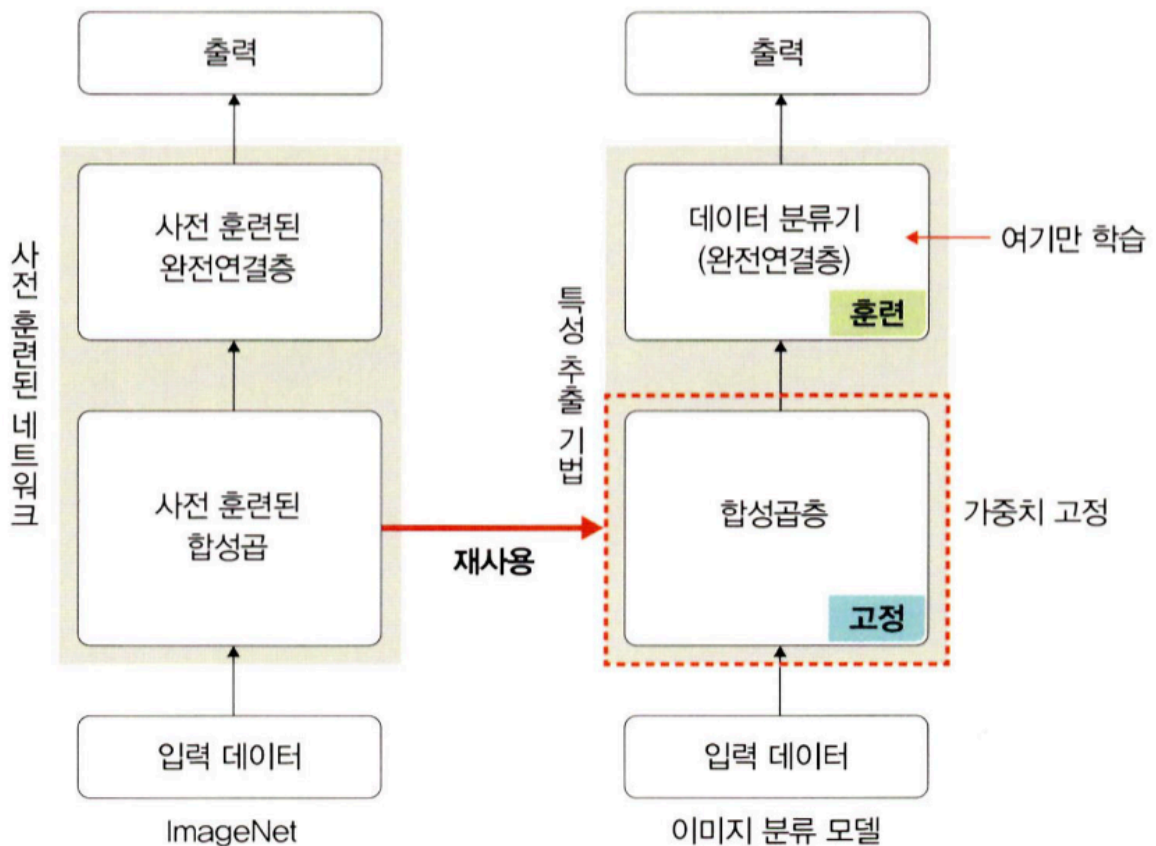 출력
사전 훈련된
완전연결층
사전 훈련된 네트워크
사전 훈련된
합성곱
재사용
입력 데이터
ImageNet
출력
데이터 분류기
(완전연결층)
훈련
여기만 학습
특성 추출 기법
합성곱층
고정
가중치 고정
입력 데이터
이미지 분류 모델